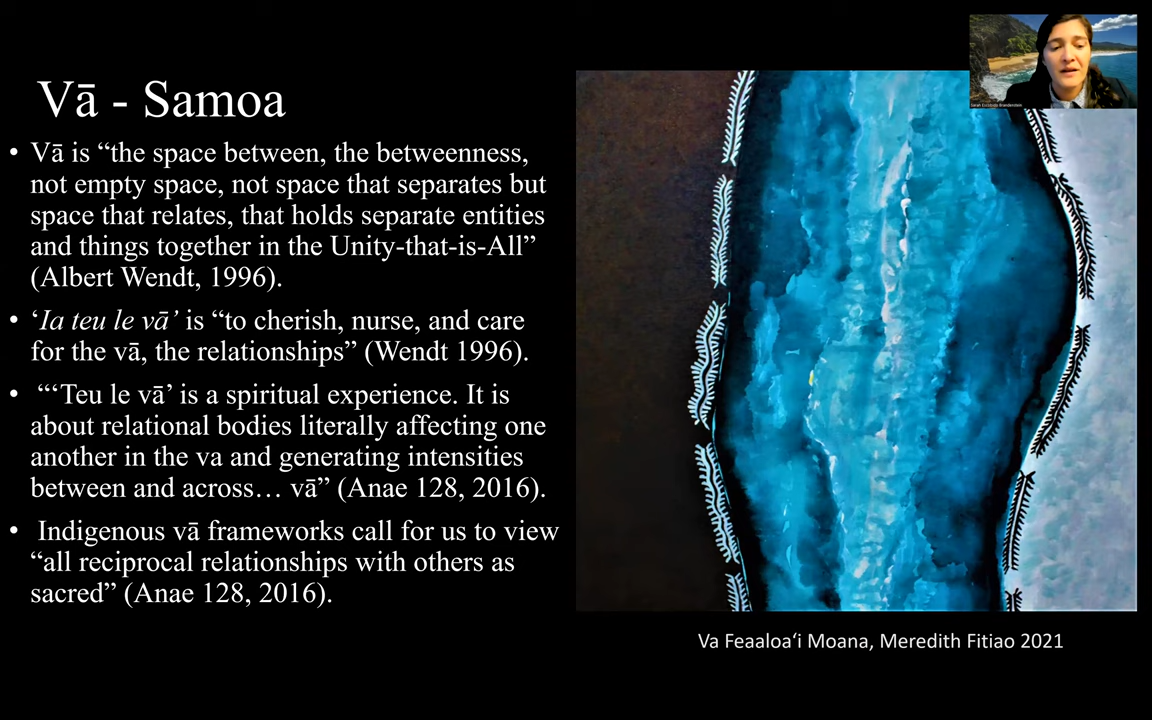 Vā - Samoa
• Vā is “the space between, the betweenness,
not empty space, not space that separates but
space that relates, that holds separate entities
and things together in the Unity-that-is-All”
(Albert Wendt, 1996).
• ‘Ia teu le vā’ is “to cherish, nurse, and care
for the vā, the relationships” (Wendt 1996).
• “‘Teu le vā’ is a spiritual experience. It is
about relational bodies literally affecting one
another in the va and generating intensities
between and across… vā” (Anae 128, 2016).
• Indigenous vā frameworks call for us to view
“all reciprocal relationships with others as
sacred” (Anae 128, 2016).
Va Feaaloa‘i Moana, Meredith Fitiao 2021